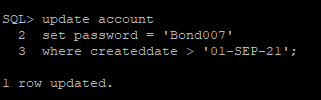 SQL> update account
2 set password = 'Bond007'
3 where createddate > '01-SEP-21';
1 row updated.